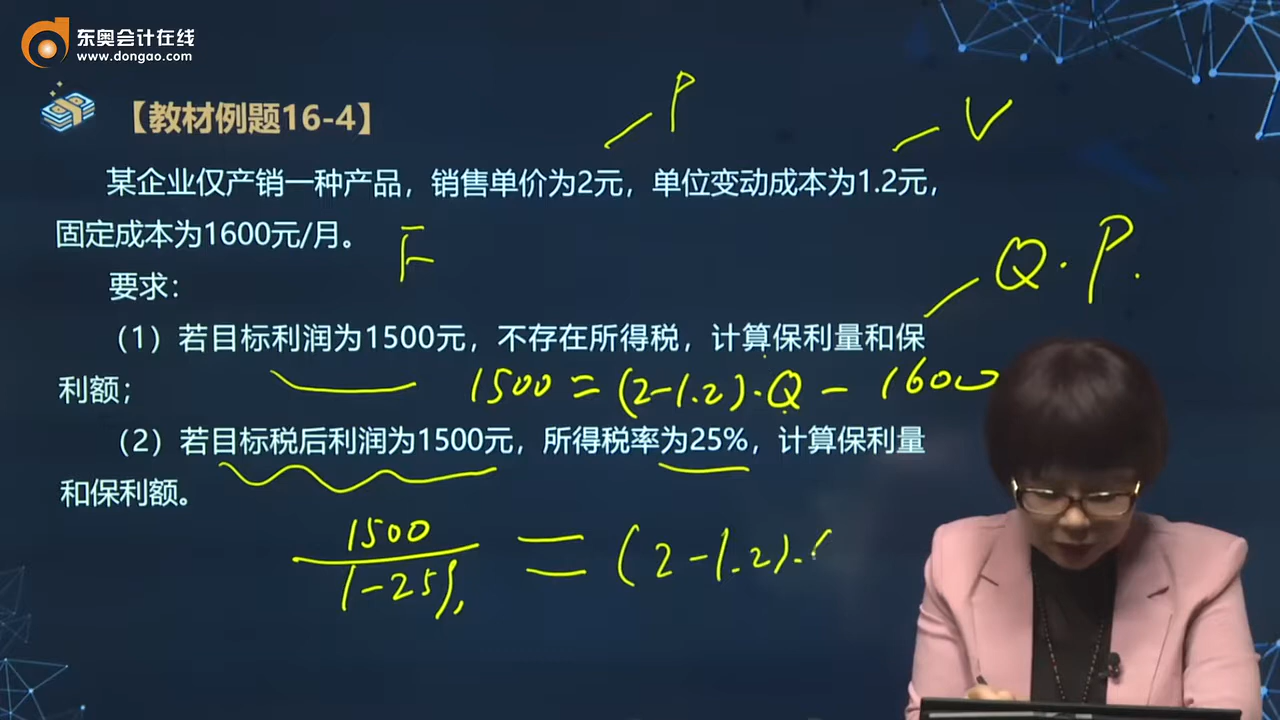 东奥会计在线
www.dongao.com
【教材例题16-4】
P
V
某企业仅产销一种产品，销售单价为2元，单位变动成本为1.2元，
固定成本为1600元/月。
F
Q·P.
要求：
（1）若目标利润为1500元，不存在所得税，计算保利量和保
利额；
1500=(2-1.2)·Q-1600
（2）若目标税后利润为1500元，所得税率为25%，计算保利量
和保利额。
1500
1-25%
=(2-1.2)·(